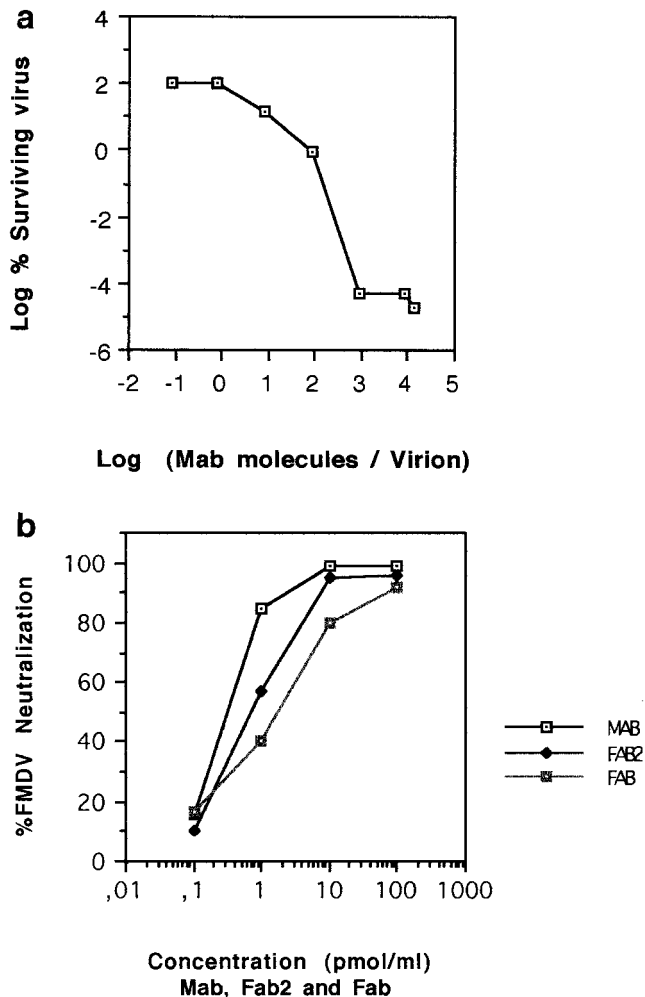 a
Log % Surviving virus
4
2
0
-2
-4
-6
-2 -1 0 1 2 3 4 5
Log (Mab molecules / Virion)
b
%FMDV Neutralization
100
80
60
40
20
0
,01 ,1 1 10 100 1000
MAB
FAB2
FAB
Concentration (pmol/ml)
Mab, Fab2 and Fab